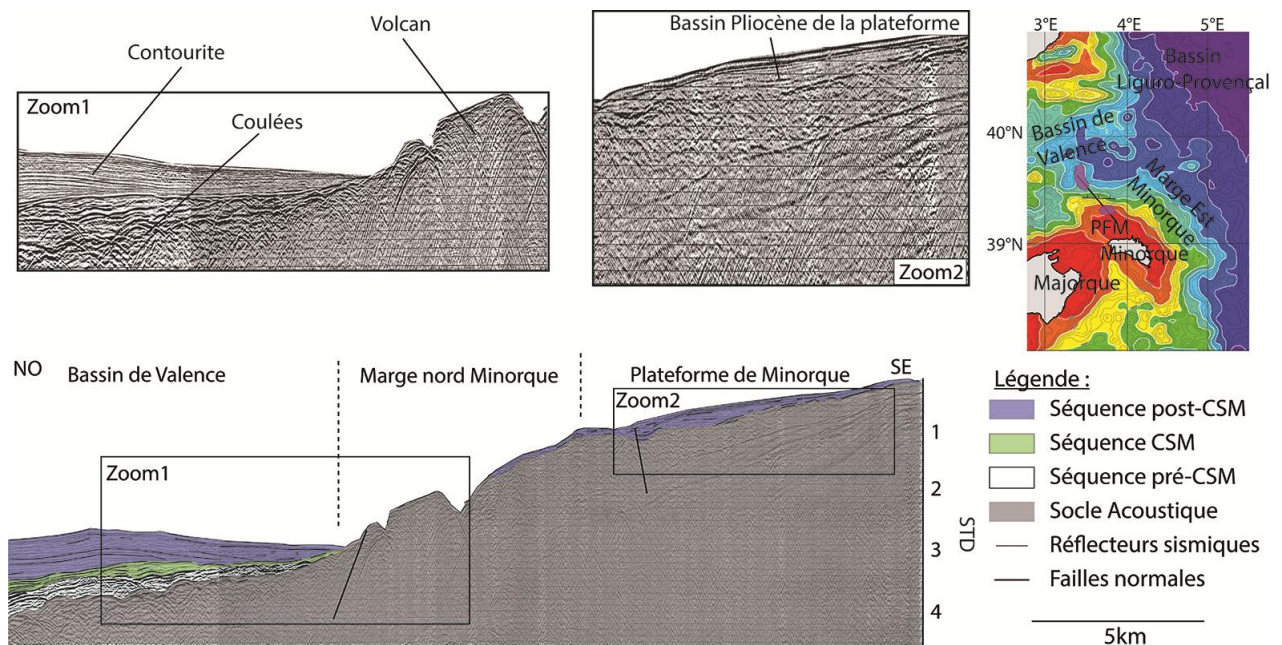 Volcan
Bassin Pliocène de la plateforme
Contourite
Zoom1
Coulées
Zoom2
3°E 4°E 5°E
Bassin
Liguro-Provençal
40°N
Bassin de
Valence
Marge Est
Minorque
PFM
39°N
Minorque
Majorque
NO
Bassin de Valence
Marge nord Minorque
Plateforme de Minorque
SE
Zoom2
Zoom1
1
2
3
4
STD
Légende :
Séquence post-CSM
Séquence CSM
Séquence pré-CSM
Socle Acoustique
Réflecteurs sismiques
Failles normales
5km